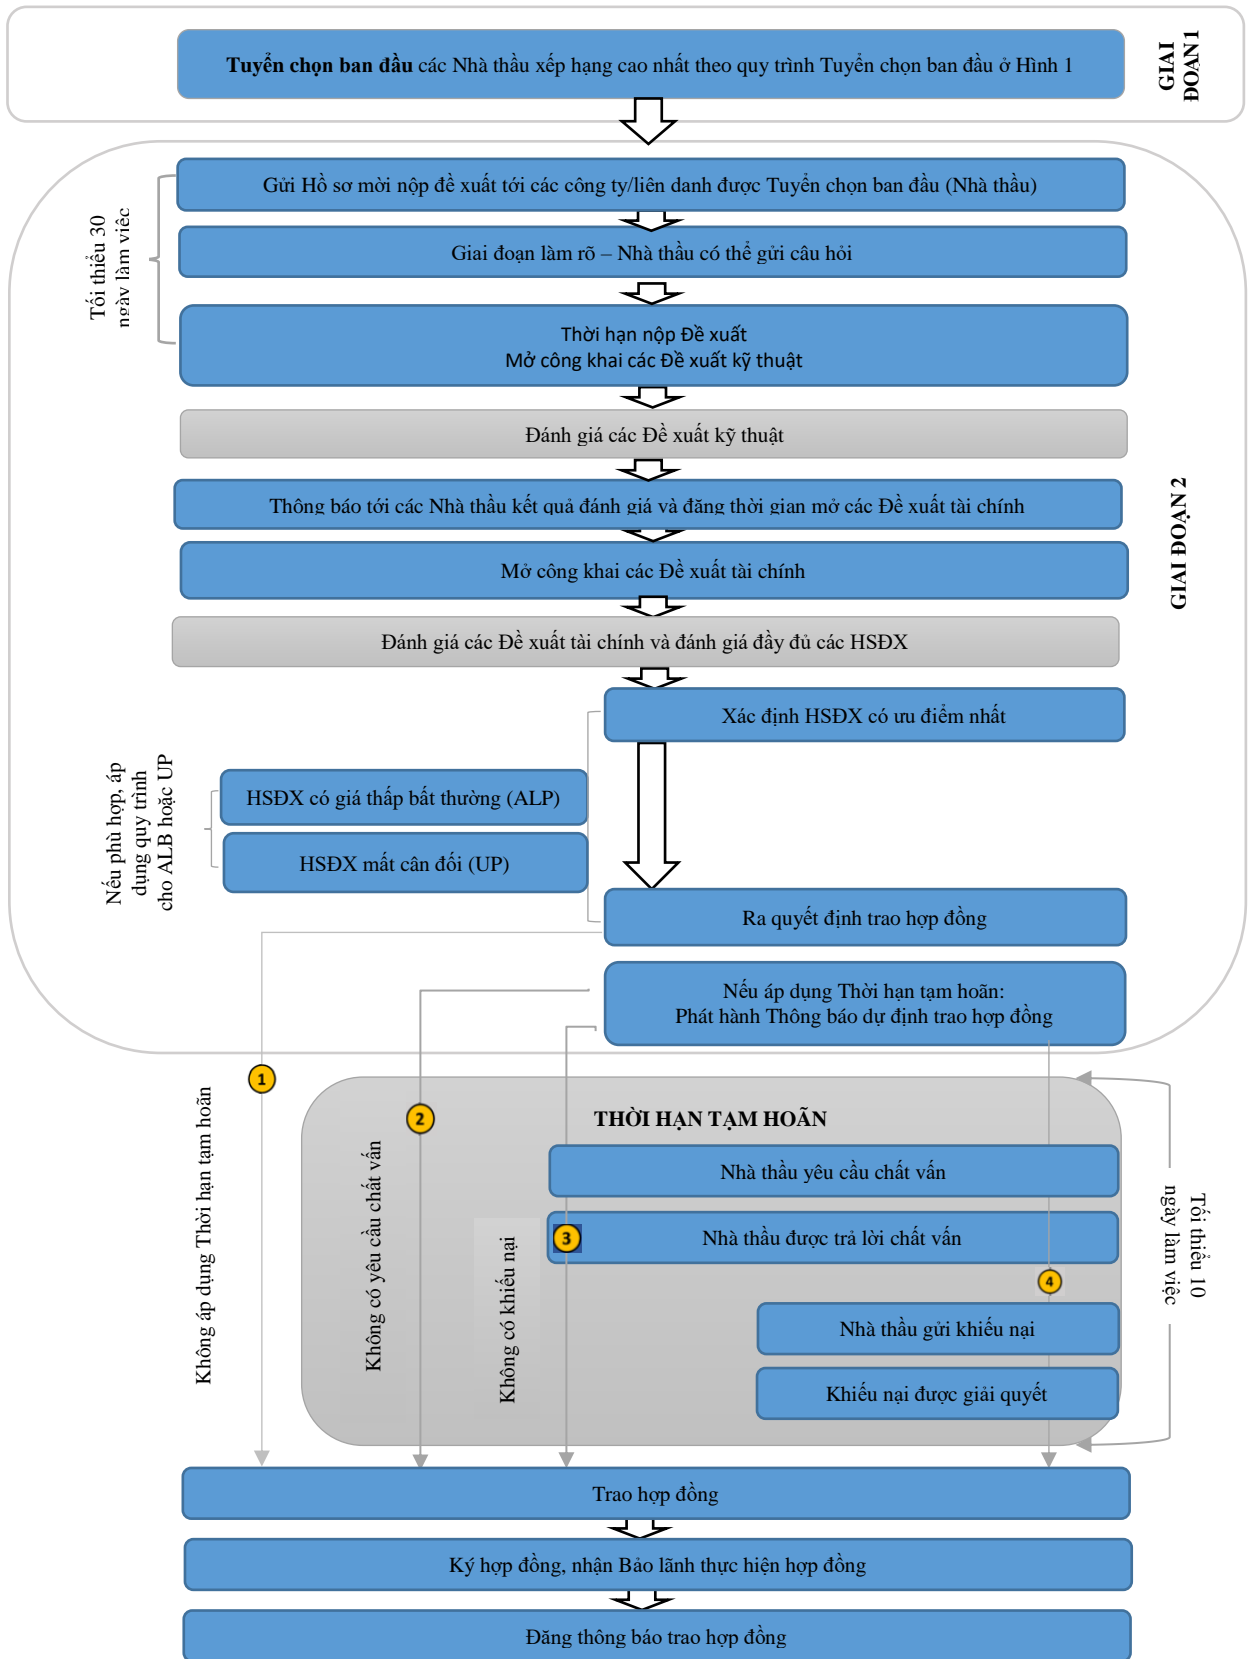 Tuyển chọn ban đầu các Nhà thầu xếp hạng cao nhất theo quy trình Tuyển chọn ban đầu ở Hình 1
GIAI
ĐOẠN 1
Gửi Hồ sơ mời nộp đề xuất tới các công ty/liên danh được Tuyển chọn ban đầu (Nhà thầu)
Tối thiểu 30
ngày làm việc
Giai đoạn làm rõ – Nhà thầu có thể gửi câu hỏi
Thời hạn nộp Đề xuất
Mở công khai các Đề xuất kỹ thuật
Đánh giá các Đề xuất kỹ thuật
Thông báo tới các Nhà thầu kết quả đánh giá và đăng thời gian mở các Đề xuất tài chính
GIAI ĐOẠN 2
Mở công khai các Đề xuất tài chính
Đánh giá các Đề xuất tài chính và đánh giá đầy đủ các HSĐX
Xác định HSĐX có ưu điểm nhất
Nếu phù hợp, áp
dụng quy trình
cho ALB hoặc UP
HSĐX có giá thấp bất thường (ALP)
HSĐX mất cân đối (UP)
Ra quyết định trao hợp đồng
Nếu áp dụng Thời hạn tạm hoãn:
Phát hành Thông báo dự định trao hợp đồng
1
Không áp dụng Thời hạn tạm hoãn
2
Không có yêu cầu chất vấn
THỜI HẠN TẠM HOÃN
Nhà thầu yêu cầu chất vấn
3
Nhà thầu được trả lời chất vấn
Không có khiếu nại
4
Tối thiểu 10
ngày làm việc
Nhà thầu gửi khiếu nại
Khiếu nại được giải quyết
Trao hợp đồng
Ký hợp đồng, nhận Bảo lãnh thực hiện hợp đồng
Đăng thông báo trao hợp đồng